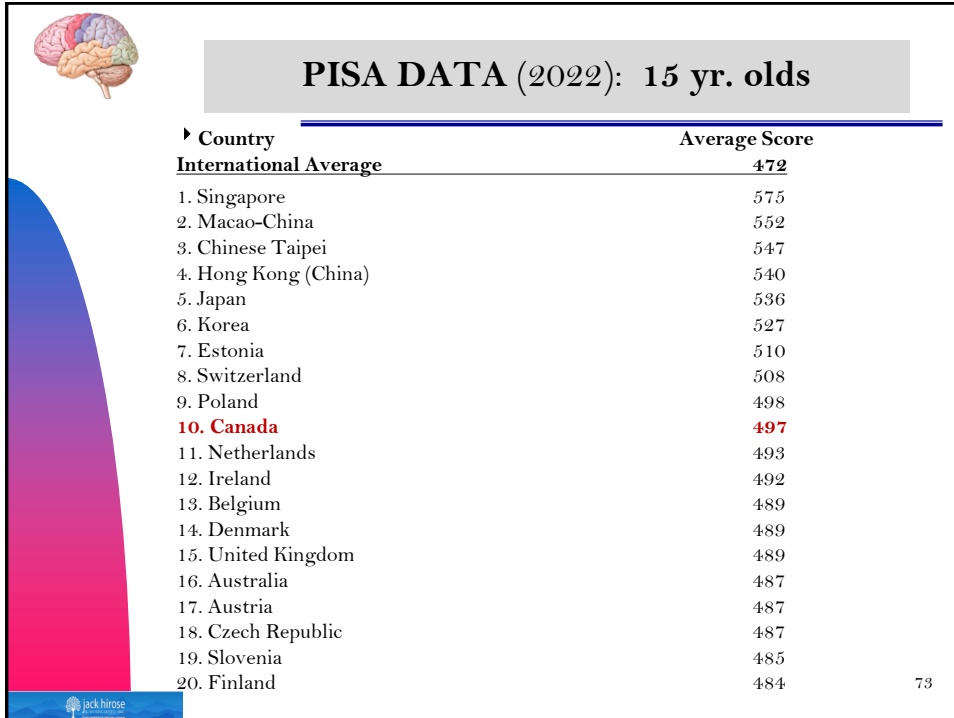 PISA DATA (2022): 15 yr. olds
Country Average Score
International Average 472
1. Singapore 575
2. Macao-China 552
3. Chinese Taipei 547
4. Hong Kong (China) 540
5. Japan 536
6. Korea 527
7. Estonia 510
8. Switzerland 508
9. Poland 498
10. Canada 497
11. Netherlands 493
12. Ireland 492
13. Belgium 489
14. Denmark 489
15. United Kingdom 489
16. Australia 487
17. Austria 487
18. Czech Republic 487
19. Slovenia 485
20. Finland 484
73
jack hirose